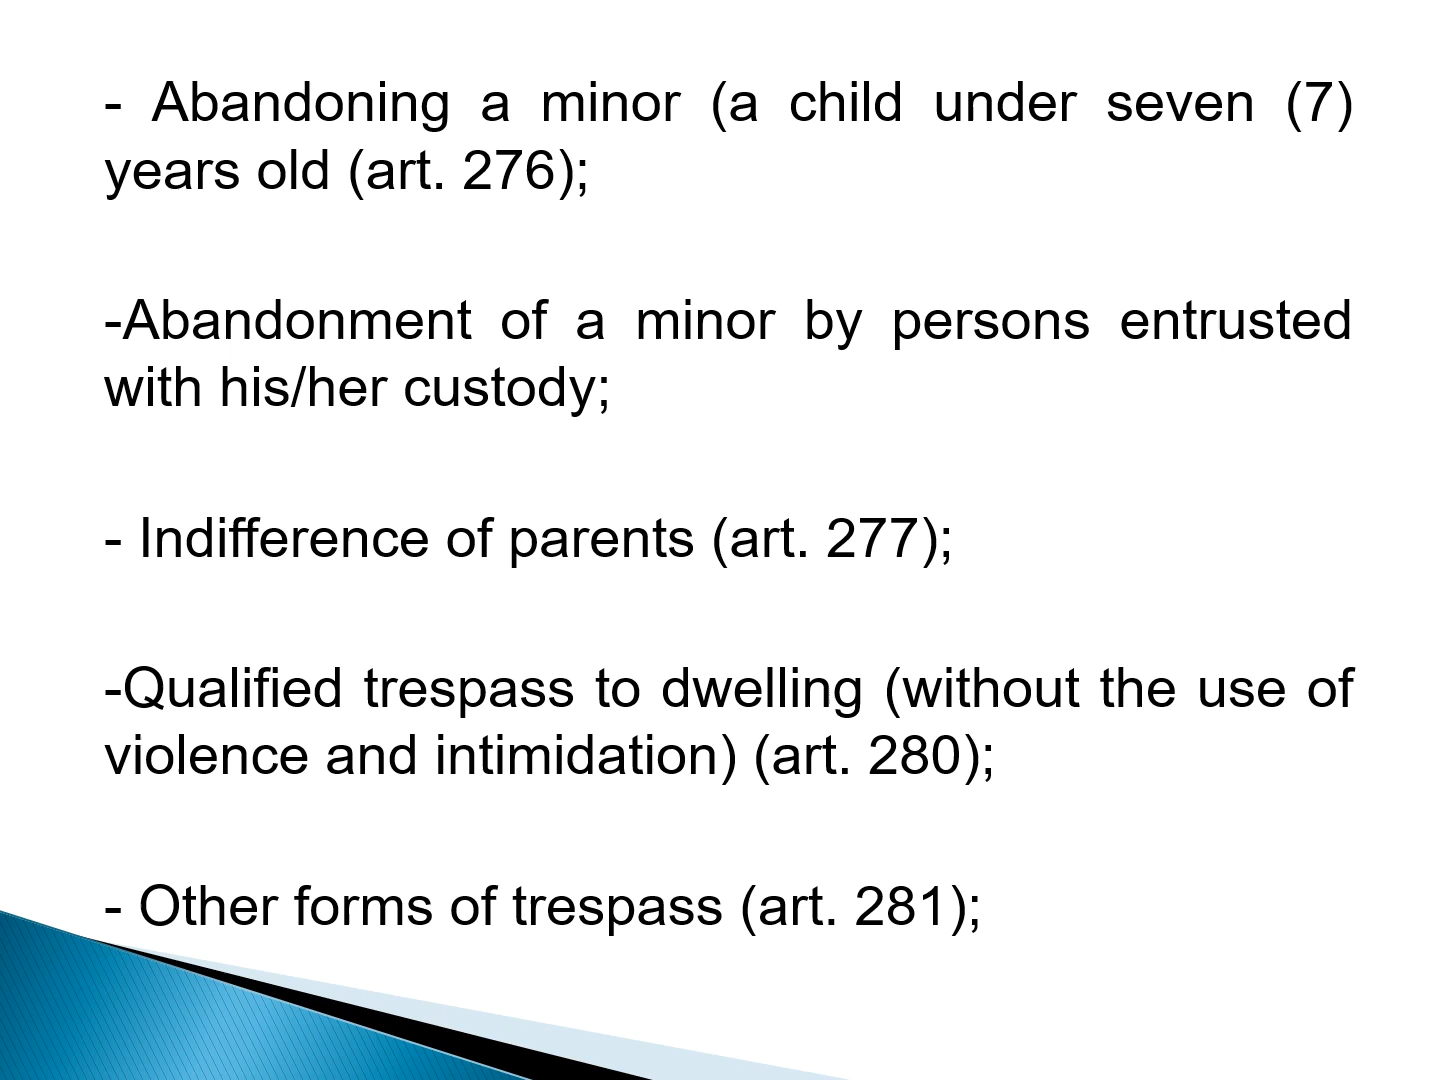 - Abandoning a minor (a child under seven (7)
years old (art. 276);
-Abandonment of a minor by persons entrusted
with his/her custody;
- Indifference of parents (art. 277);
-Qualified trespass to dwelling (without the use of
violence and intimidation) (art. 280);
- Other forms of trespass (art. 281);